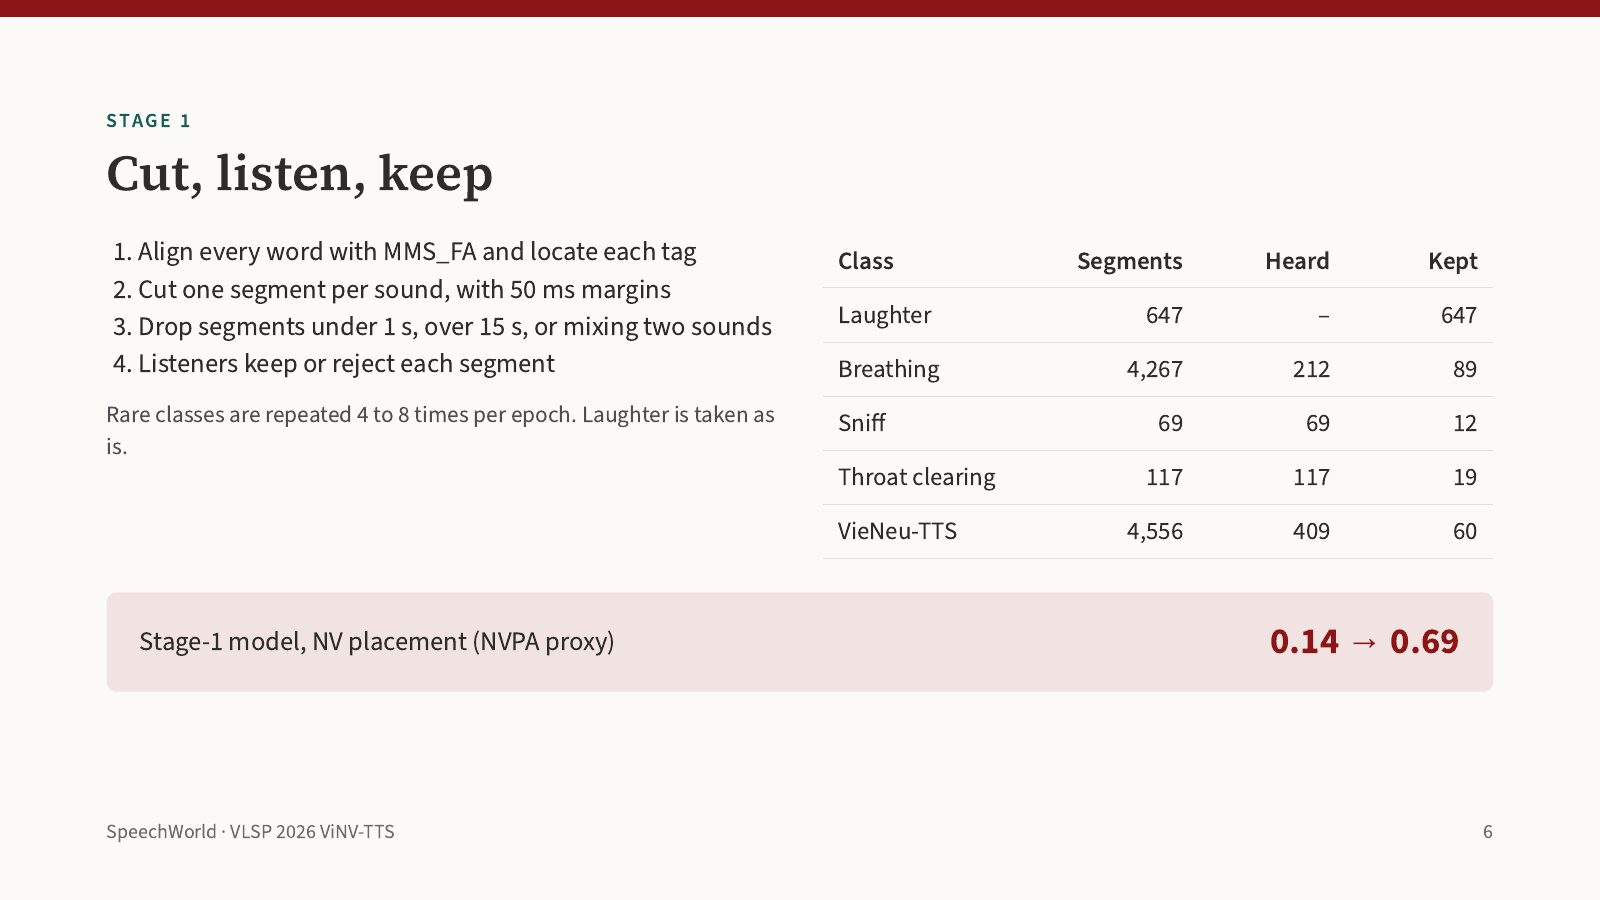 STAGE 1
Cut, listen, keep
1. Align every word with MMS_FA and locate each tag
2. Cut one segment per sound, with 50 ms margins
3. Drop segments under 1 s, over 15 s, or mixing two sounds
4. Listeners keep or reject each segment
Rare classes are repeated 4 to 8 times per epoch. Laughter is taken as
is.
Class Segments Heard Kept
Laughter 647 – 647
Breathing 4,267 212 89
Sniff 69 69 12
Throat clearing 117 117 19
VieNeu-TTS 4,556 409 60
Stage-1 model, NV placement (NVPA proxy) 0.14 → 0.69
SpeechWorld · VLSP 2026 ViNV-TTS 6